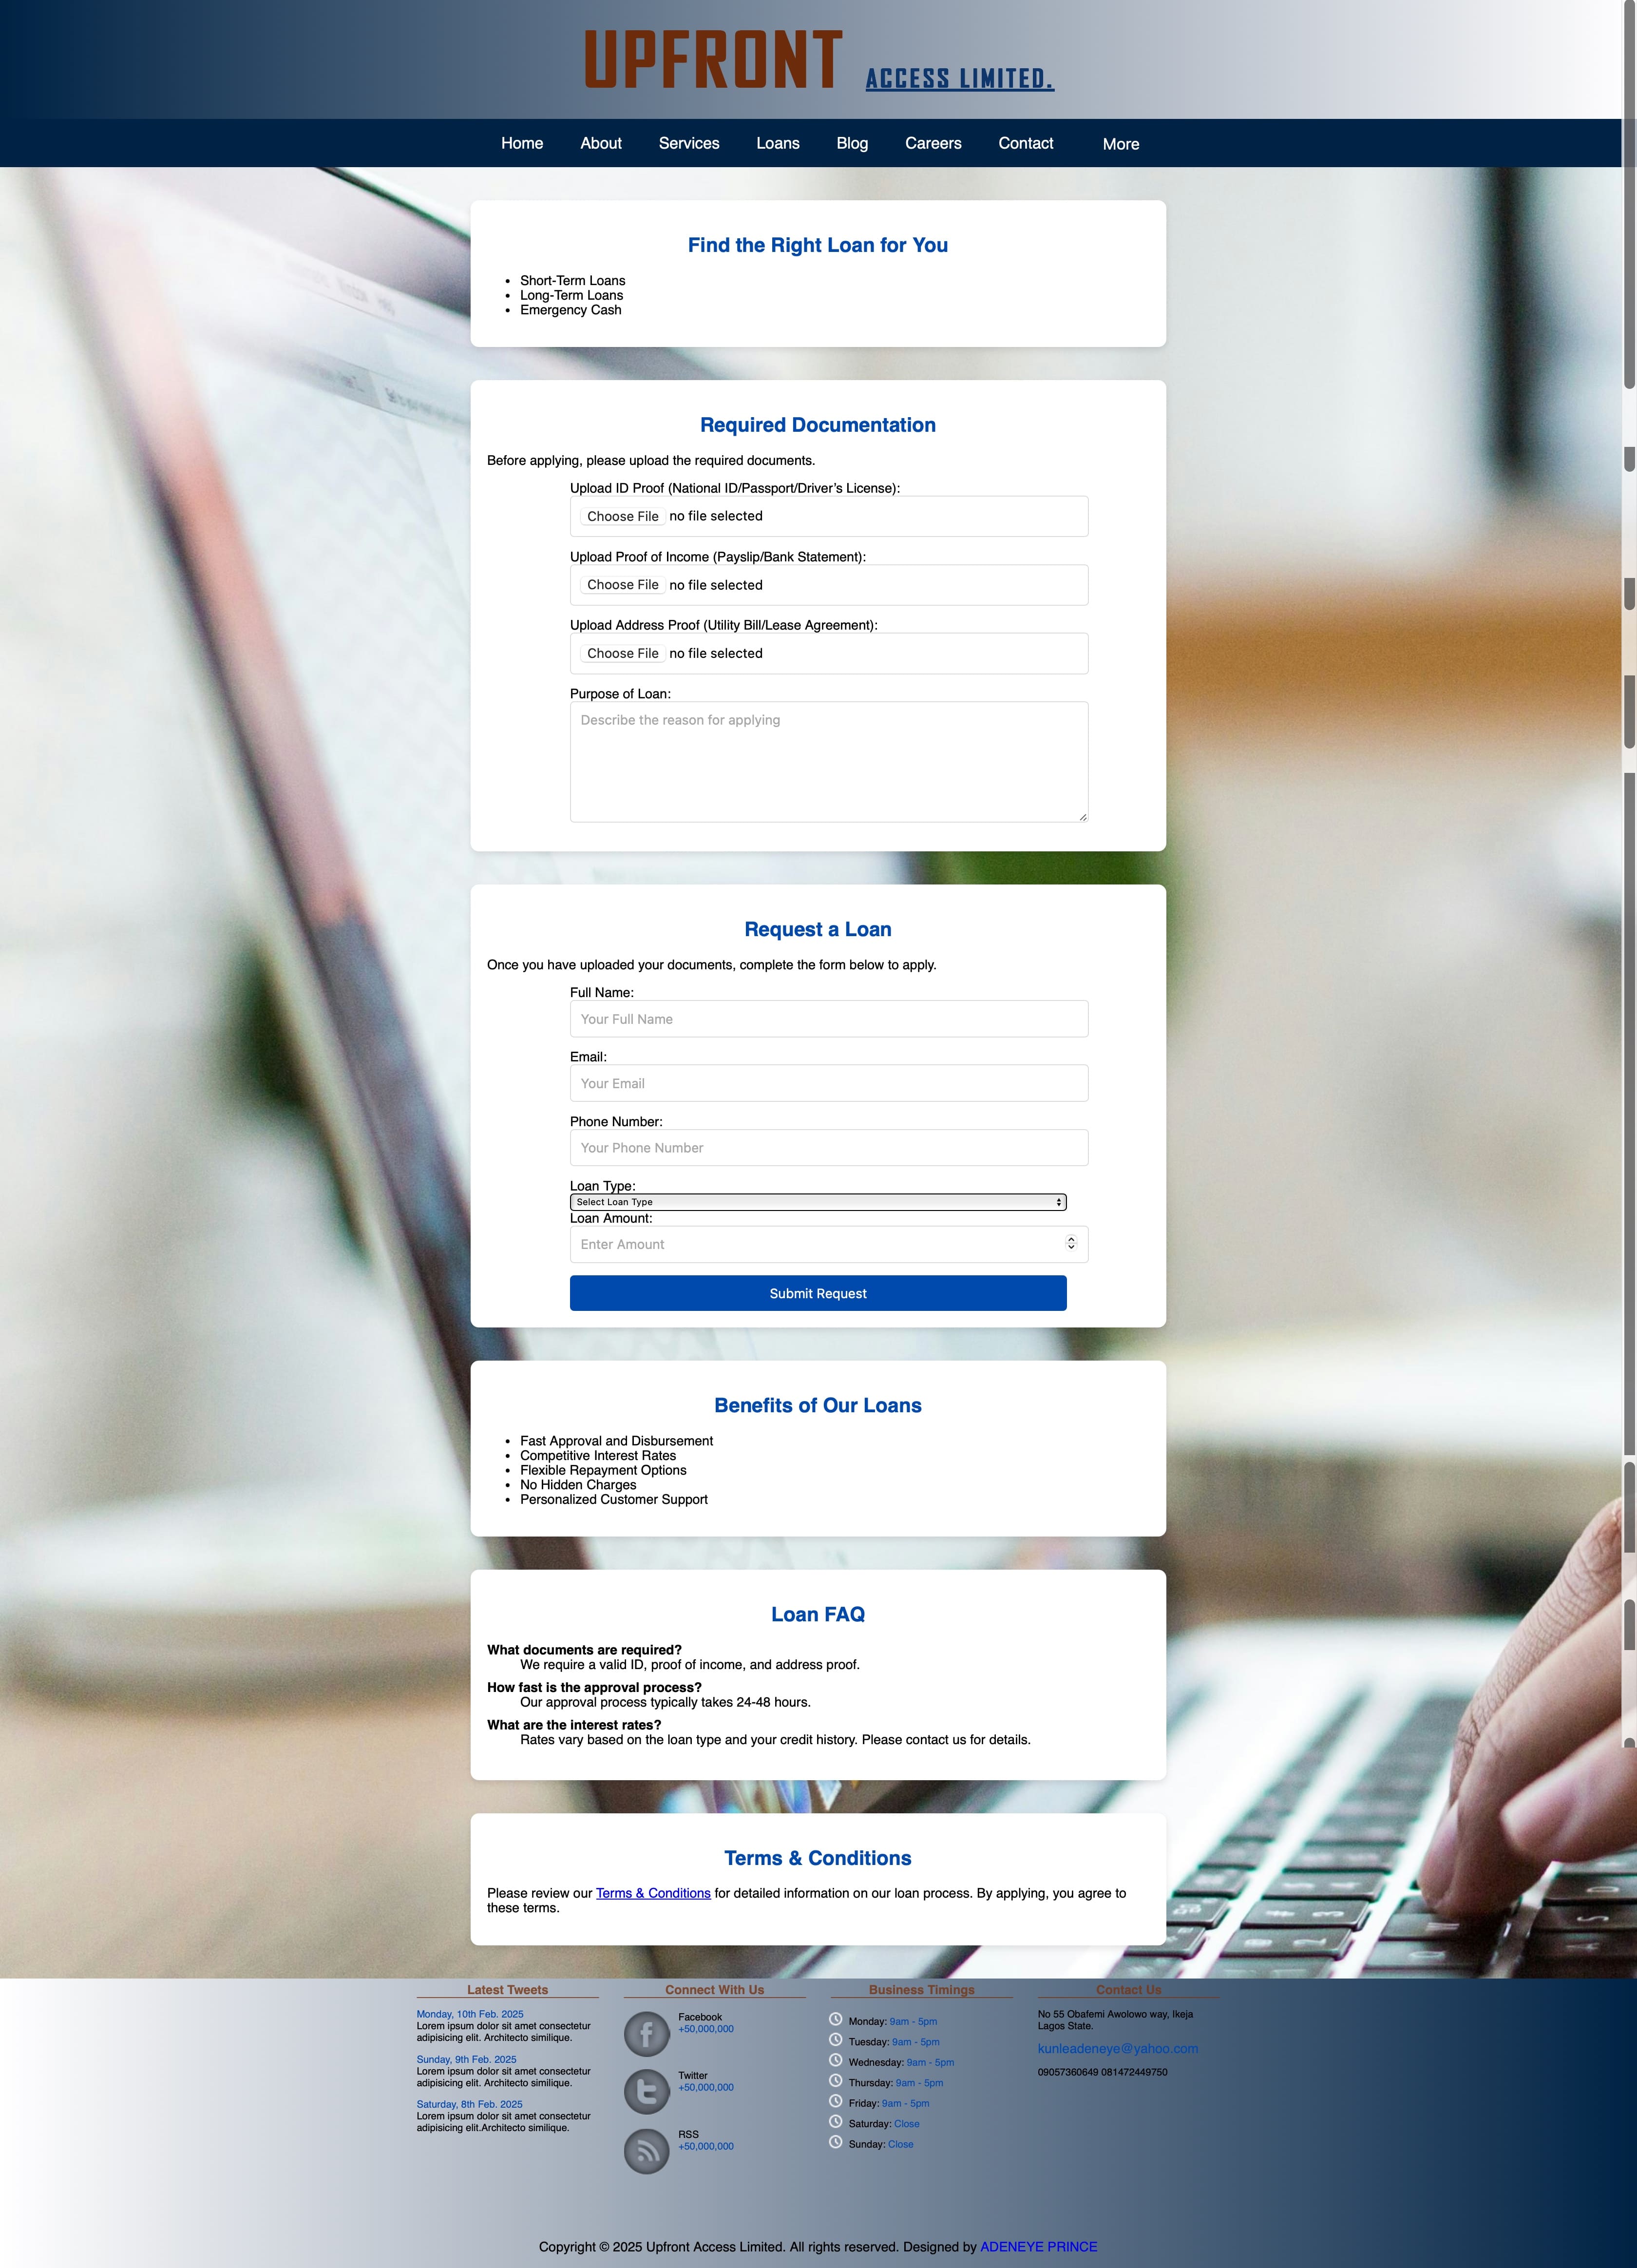 UPFRONT ACCESS LIMITED.
Home About Services Loans Blog Careers Contact More
Find the Right Loan for You
• Short-Term Loans
• Long-Term Loans
• Emergency Cash
Required Documentation
Before applying, please upload the required documents.
Upload ID Proof (National ID/Passport/Driver’s License):
Choose File no file selected
Upload Proof of Income (Payslip/Bank Statement):
Choose File no file selected
Upload Address Proof (Utility Bill/Lease Agreement):
Choose File no file selected
Purpose of Loan:
Describe the reason for applying
Request a Loan
Once you have uploaded your documents, complete the form below to apply.
Full Name:
Your Full Name
Email:
Your Email
Phone Number:
Your Phone Number
Loan Type:
Select Loan Type
Loan Amount:
Enter Amount
Submit Request
Benefits of Our Loans
• Fast Approval and Disbursement
• Competitive Interest Rates
• Flexible Repayment Options
• No Hidden Charges
• Personalized Customer Support
Loan FAQ
What documents are required?
We require a valid ID, proof of income, and address proof.
How fast is the approval process?
Our approval process typically takes 24-48 hours.
What are the interest rates?
Rates vary based on the loan type and your credit history. Please contact us for details.
Terms & Conditions
Please review our Terms & Conditions for detailed information on our loan process. By applying, you agree to
these terms.
Latest Tweets
Monday, 10th Feb. 2025
Lorem ipsum dolor sit amet consectetur
adipisicing elit. Architecto similique.
Sunday, 9th Feb. 2025
Lorem ipsum dolor sit amet consectetur
adipisicing elit. Architecto similique.
Saturday, 8th Feb. 2025
Lorem ipsum dolor sit amet consectetur
adipisicing elit.Architecto similique.
Connect With Us
Facebook
+50,000,000
Twitter
+50,000,000
RSS
+50,000,000
Business Timings
Monday: 9am - 5pm
Tuesday: 9am - 5pm
Wednesday: 9am - 5pm
Thursday: 9am - 5pm
Friday: 9am - 5pm
Saturday: Close
Sunday: Close
Contact Us
No 55 Obafemi Awolowo way, Ikeja
Lagos State.
kunleadeneye@yahoo.com
09057360649 081472449750
Copyright © 2025 Upfront Access Limited. All rights reserved. Designed by ADENEYE PRINCE